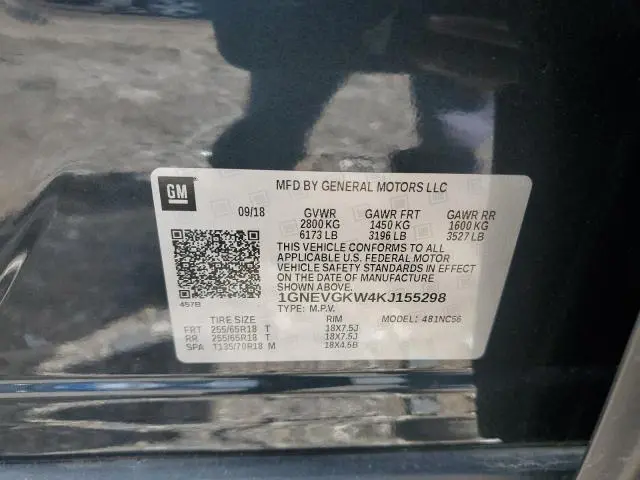 GM
MFD BY GENERAL MOTORS LLC
09/18 GVWR GAWR FRT GAWR RR
2800 KG 1450 KG 1600 KG
6173 LB 3196 LB 3527 LB
THIS VEHICLE CONFORMS TO ALL
APPLICABLE U.S. FEDERAL MOTOR
VEHICLE SAFETY STANDARDS IN EFFECT
ON THE DATE OF MANUFACTURE
SHOWN ABOVE.
457B 1GNEVGKW4KJ155298
TYPE: M.P.V. MODEL: 481NC56
TIRE SIZE RIM
FRT 255/65R18 T 18X7.5J
RR 255/65R18 T 18X7.5J
SPA T135/70R18 M 18X4.5B